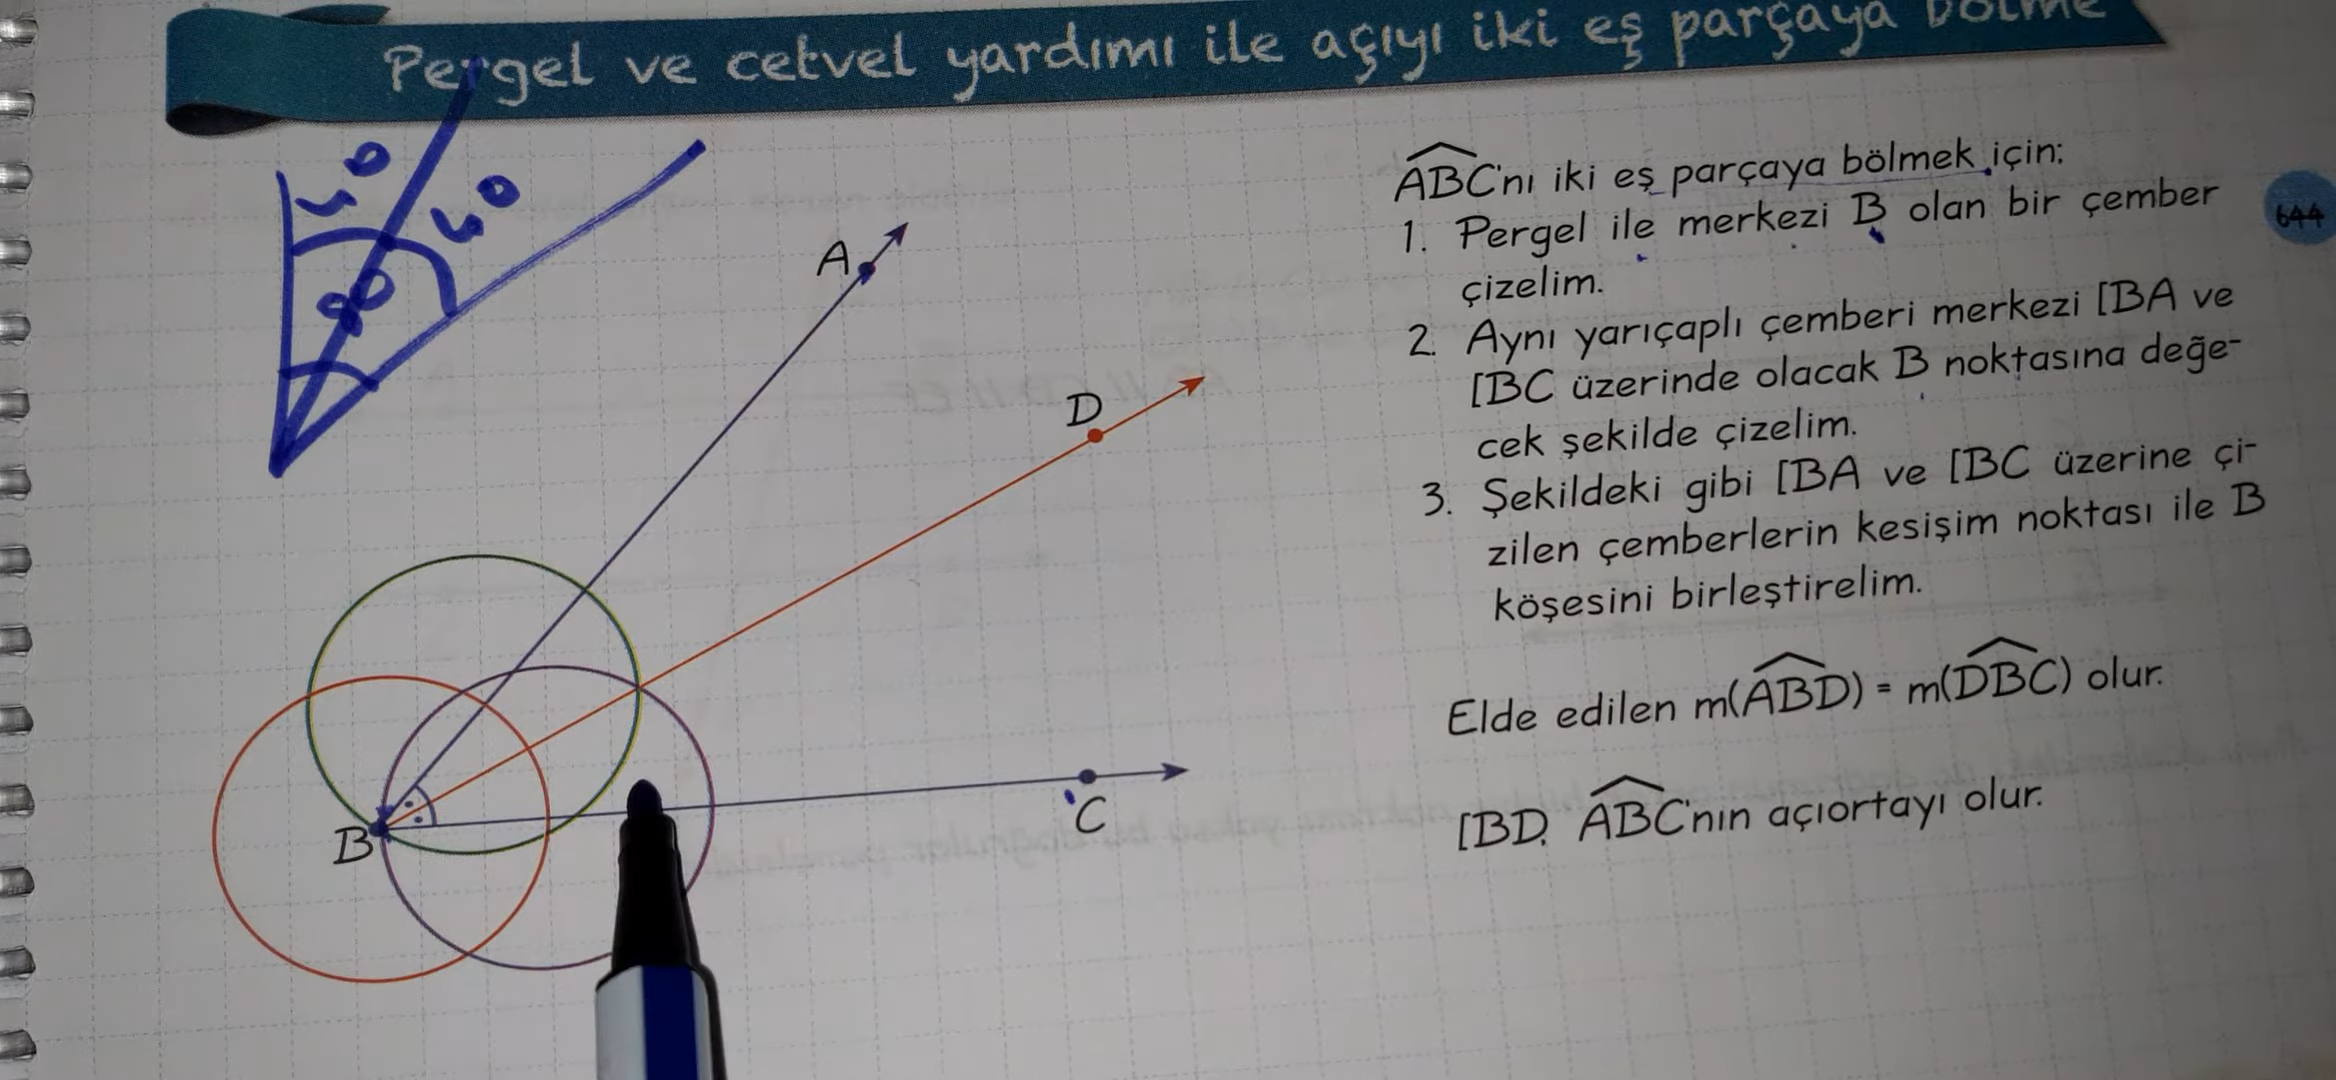 Pergel ve cetvel yardımı ile açıyı iki eş parçaya bölme
40
40
80
A
D
B
C
ABC'nı iki eş parçaya bölmek için:
1. Pergel ile merkezi B olan bir çember
çizelim.
2. Aynı yarıçaplı çemberi merkezi [BA ve
[BC üzerinde olacak B noktasına değe-
cek şekilde çizelim.
3. Şekildeki gibi [BA ve [BC üzerine çi-
zilen çemberlerin kesişim noktası ile B
köşesini birleştirelim.
Elde edilen m(ABD) = m(DBC) olur.
[BD, ABC'nın açıortayı olur.
644